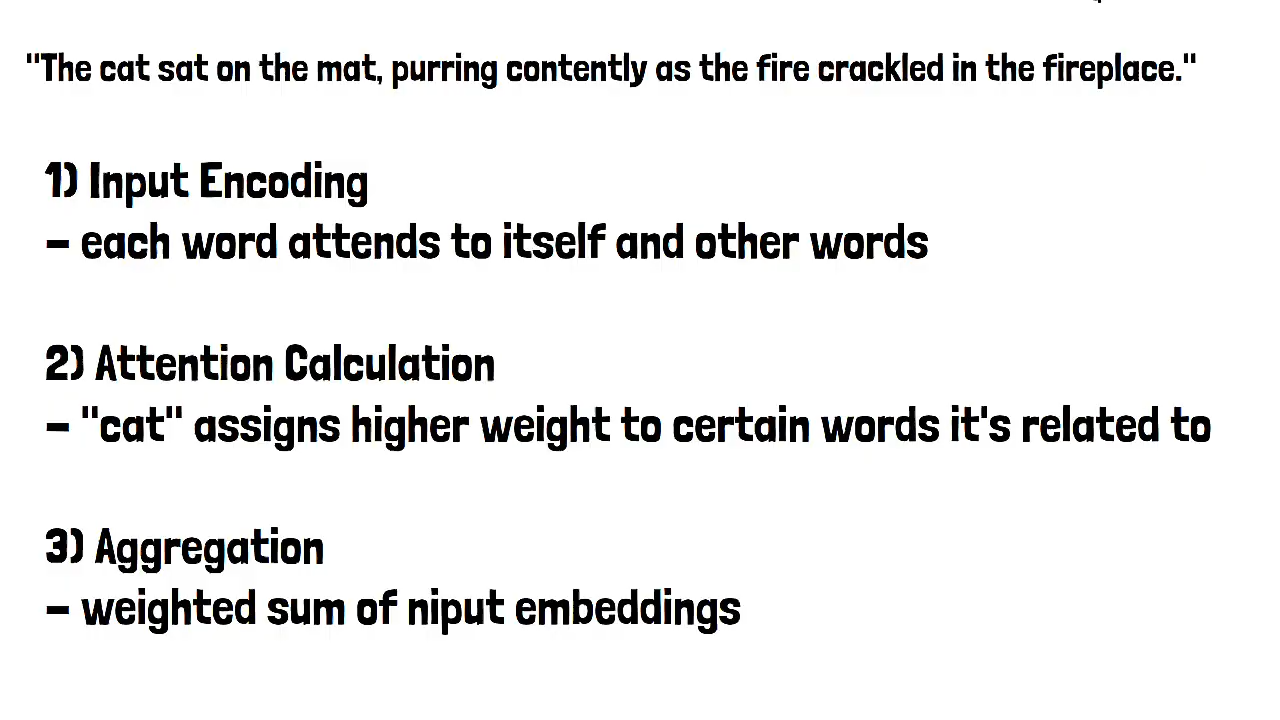 "The cat sat on the mat, purring contently as the fire crackled in the fireplace."
1) Input Encoding
- each word attends to itself and other words
2) Attention Calculation
- "cat" assigns higher weight to certain words it's related to
3) Aggregation
- weighted sum of niput embeddings